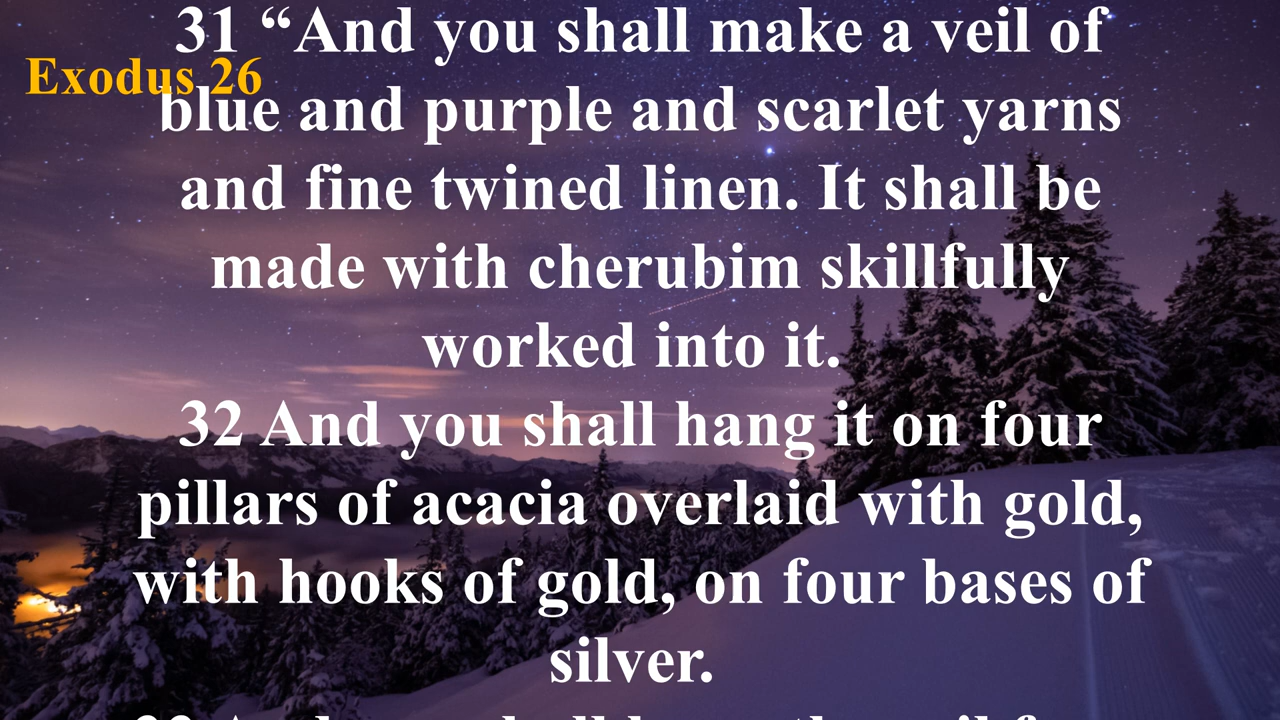 31 “And you shall make a veil of
Exodus 26
blue and purple and scarlet yarns
and fine twined linen. It shall be
made with cherubim skillfully
worked into it.
32 And you shall hang it on four
pillars of acacia overlaid with gold,
with hooks of gold, on four bases of
silver.